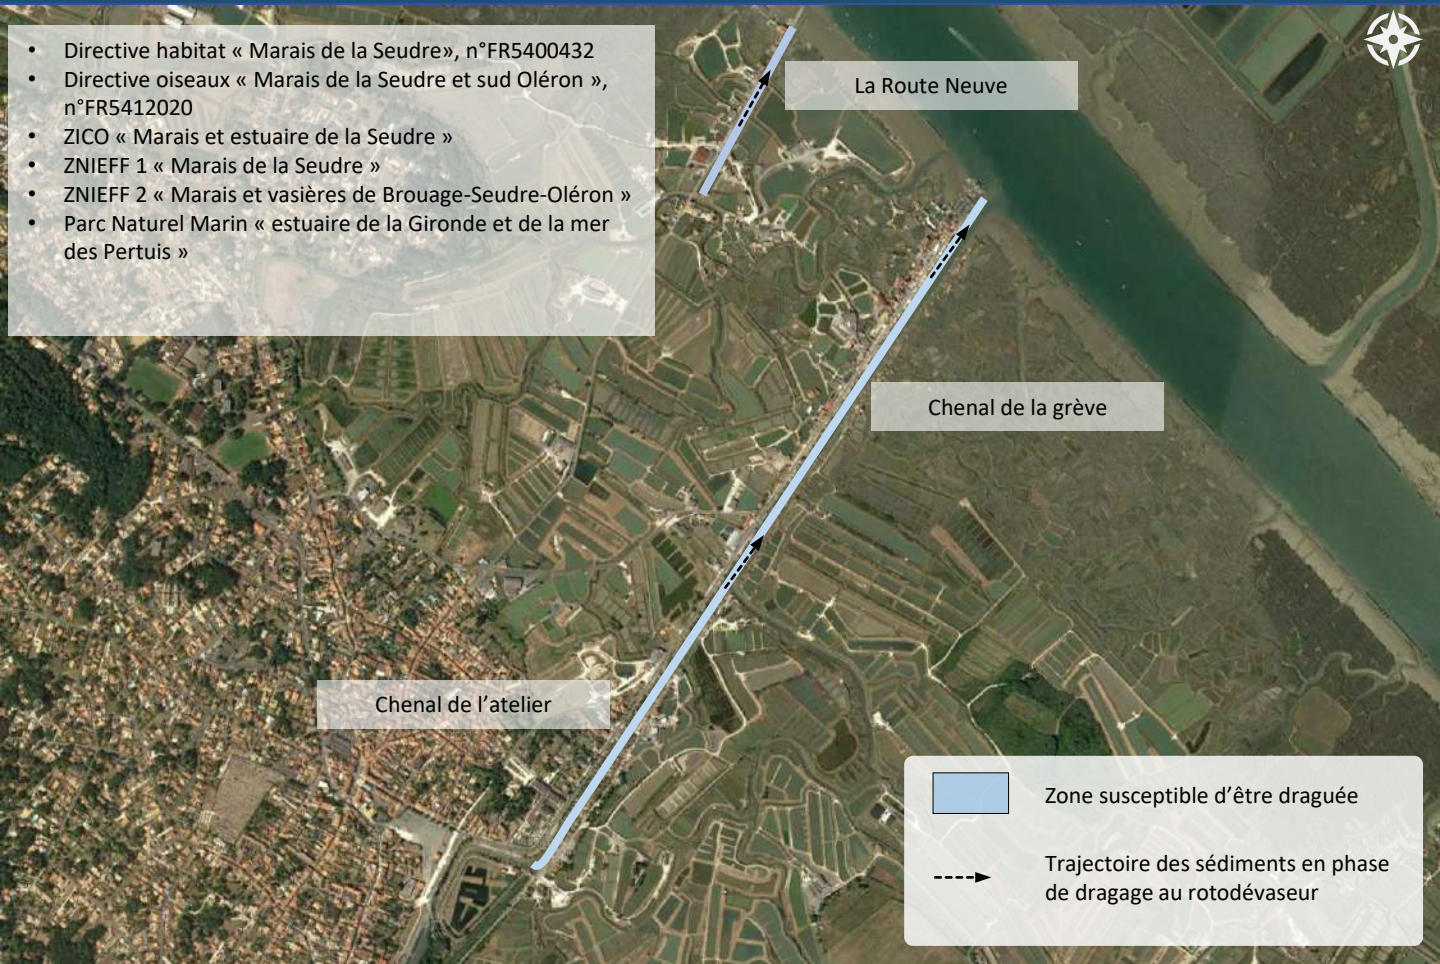 • Directive habitat « Marais de la Seudre», n°FR5400432
• Directive oiseaux « Marais de la Seudre et sud Oléron »,
n°FR5412020
• ZICO « Marais et estuaire de la Seudre »
• ZNIEFF 1 « Marais de la Seudre »
• ZNIEFF 2 « Marais et vasières de Brouage-Seudre-Oléron »
• Parc Naturel Marin « estuaire de la Gironde et de la mer
des Pertuis »
La Route Neuve
Chenal de la grève
Chenal de l’atelier
Zone susceptible d’être draguée
Trajectoire des sédiments en phase
de dragage au rotodévaseur